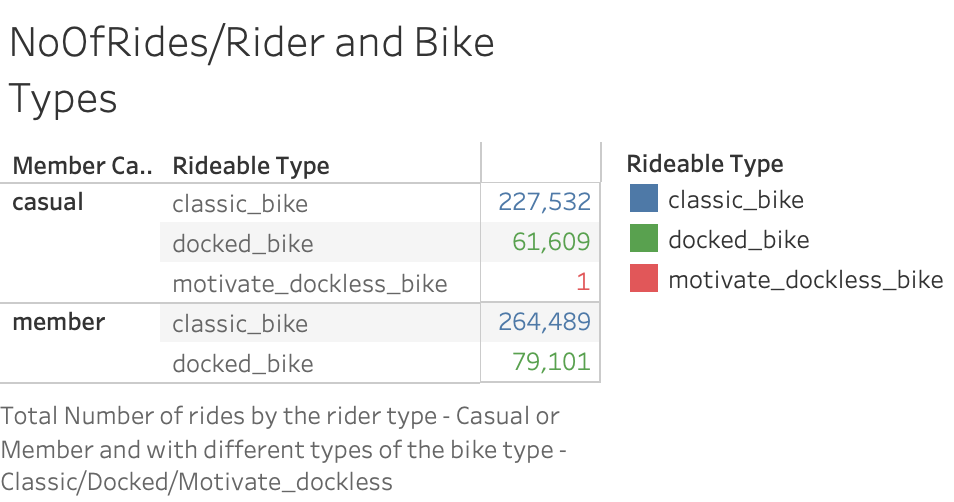 NoOfRides/Rider and Bike
Types
Member Ca.. Rideable Type
casual classic_bike 227,532
docked_bike 61,609
motivate_dockless_bike 1
member classic_bike 264,489
docked_bike 79,101
Rideable Type
classic_bike
docked_bike
motivate_dockless_bike
Total Number of rides by the rider type - Casual or
Member and with different types of the bike type -
Classic/Docked/Motivate_dockless